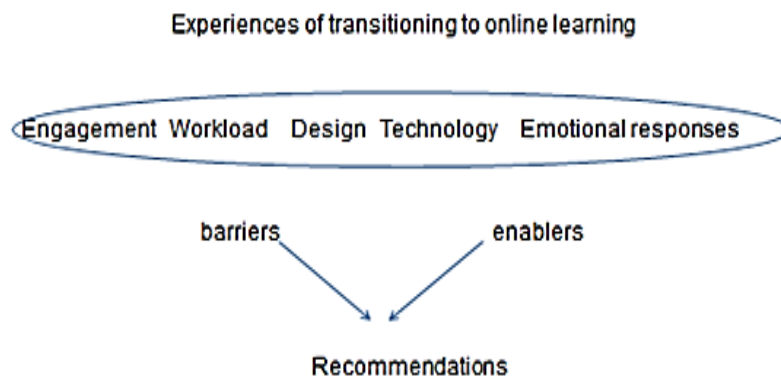 Experiences of transitioning to online learning
Engagement Workload Design Technology Emotional responses
barriers enablers
Recommendations